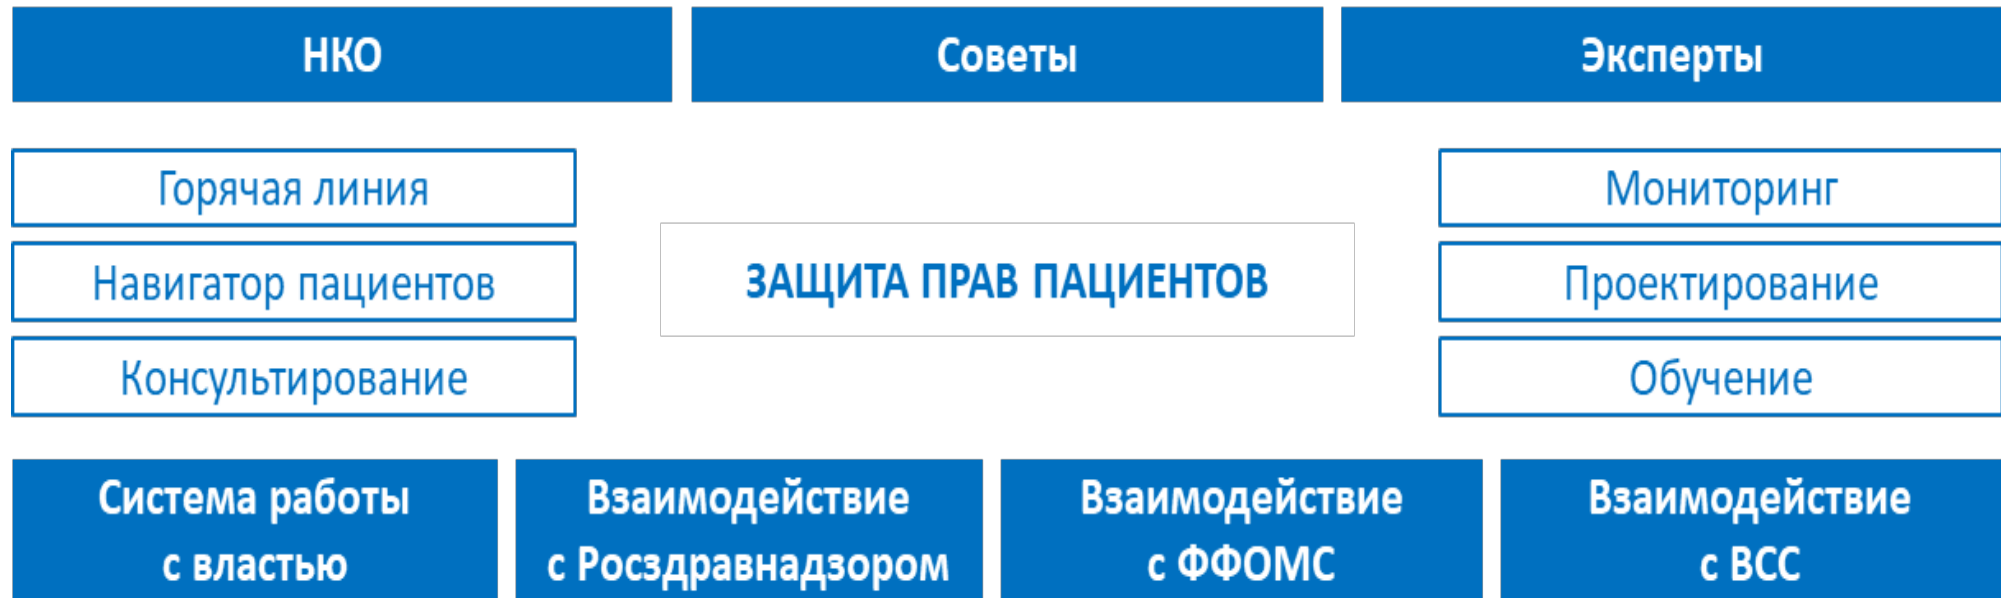 НКО
Советы
Эксперты
Горячая линия
Навигатор пациентов
Консультирование
ЗАЩИТА ПРАВ ПАЦИЕНТОВ
Мониторинг
Проектирование
Обучение
Система работы
с властью
Взаимодействие
с Росздравнадзором
Взаимодействие
с ФФОМС
Взаимодействие
с ВСС